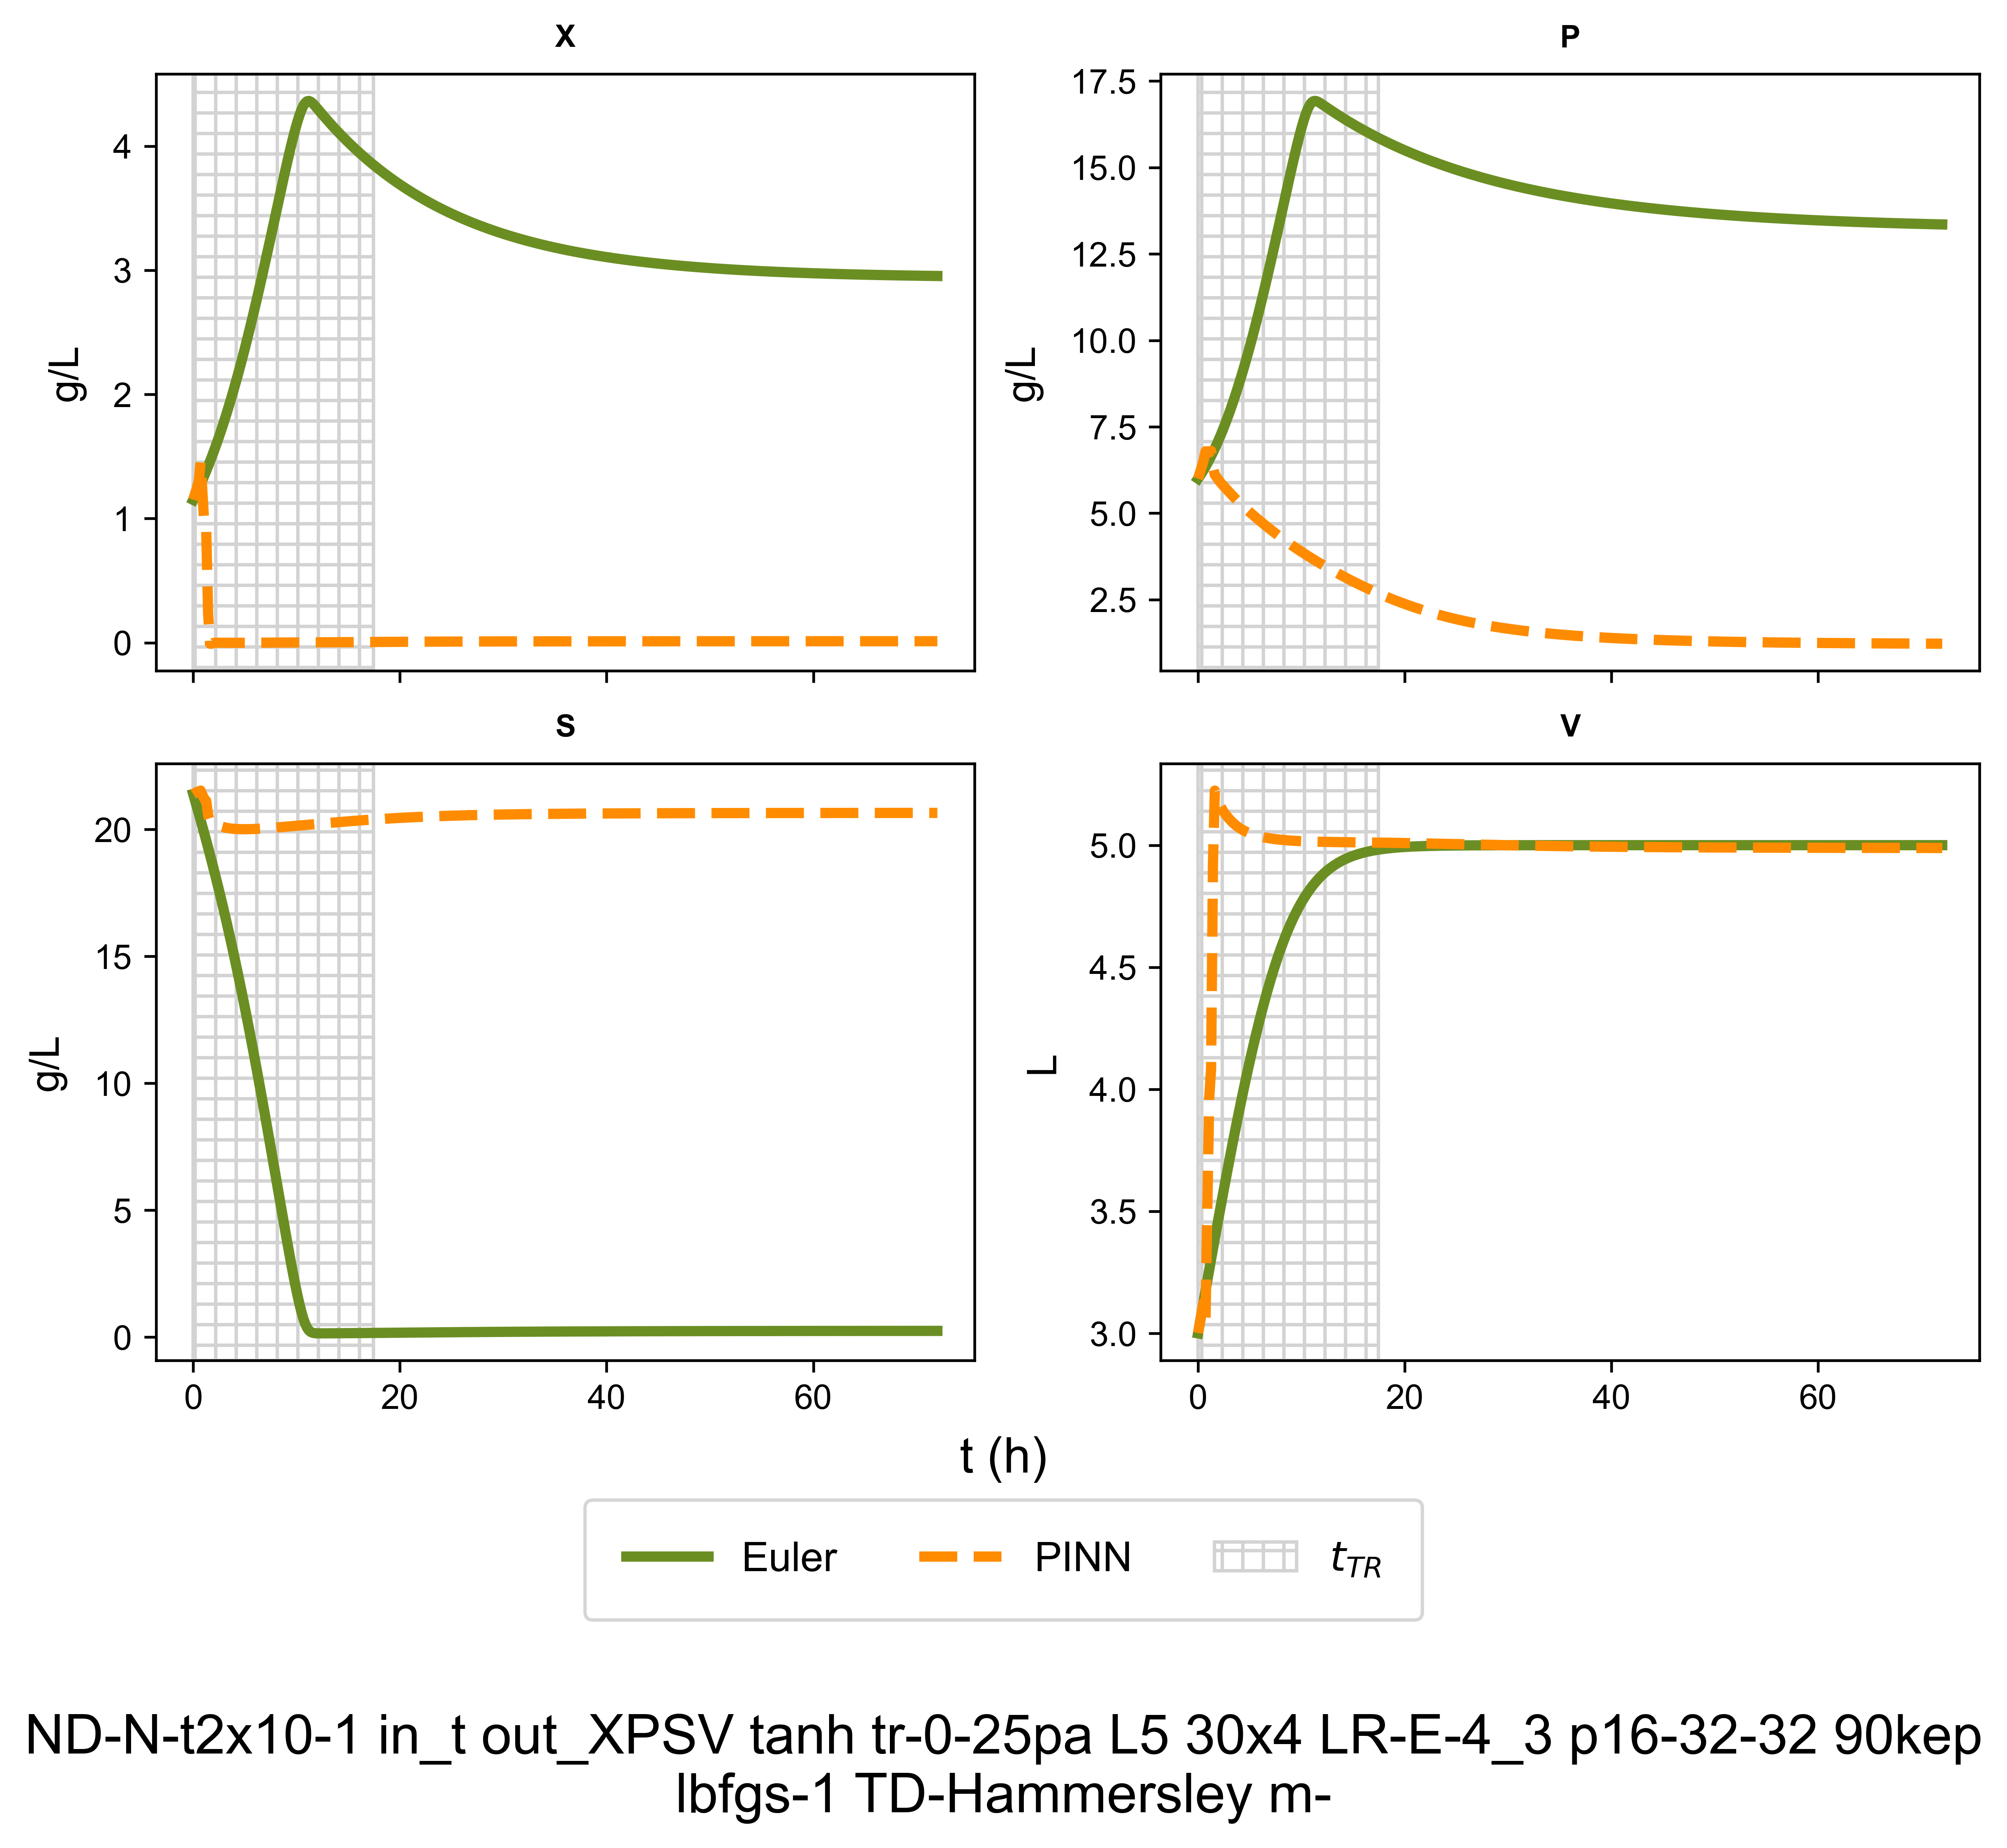 X
P
4
3
2
1
0
g/L
17.5
15.0
12.5
10.0
7.5
5.0
2.5
g/L
S
V
20
15
10
5
0
g/L
0 20 40 60
5.0
4.5
4.0
3.5
3.0
L
0 20 40 60
t (h)
Euler PINN t_TR
ND-N-t2x10-1 in_t out_XPSV tanh tr-0-25pa L5 30x4 LR-E-4_3 p16-32-32 90kep
lbfgs-1 TD-Hammersley m-